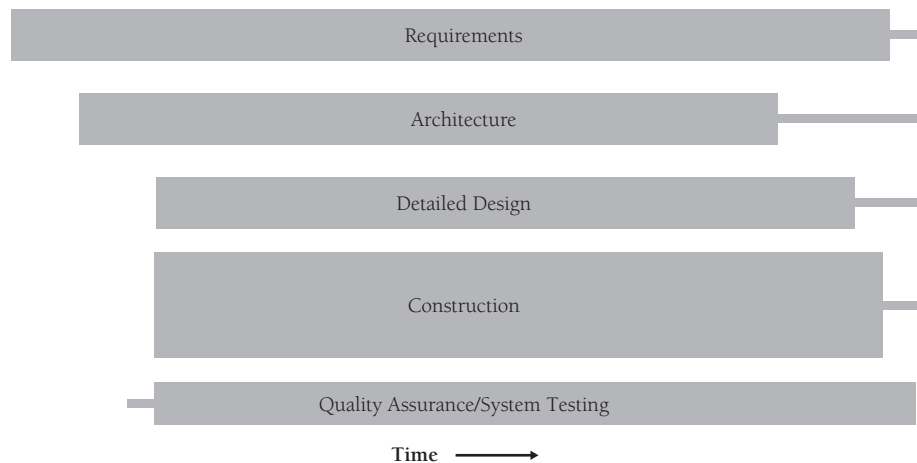 Requirements
Architecture
Detailed Design
Construction
Quality Assurance/System Testing
Time